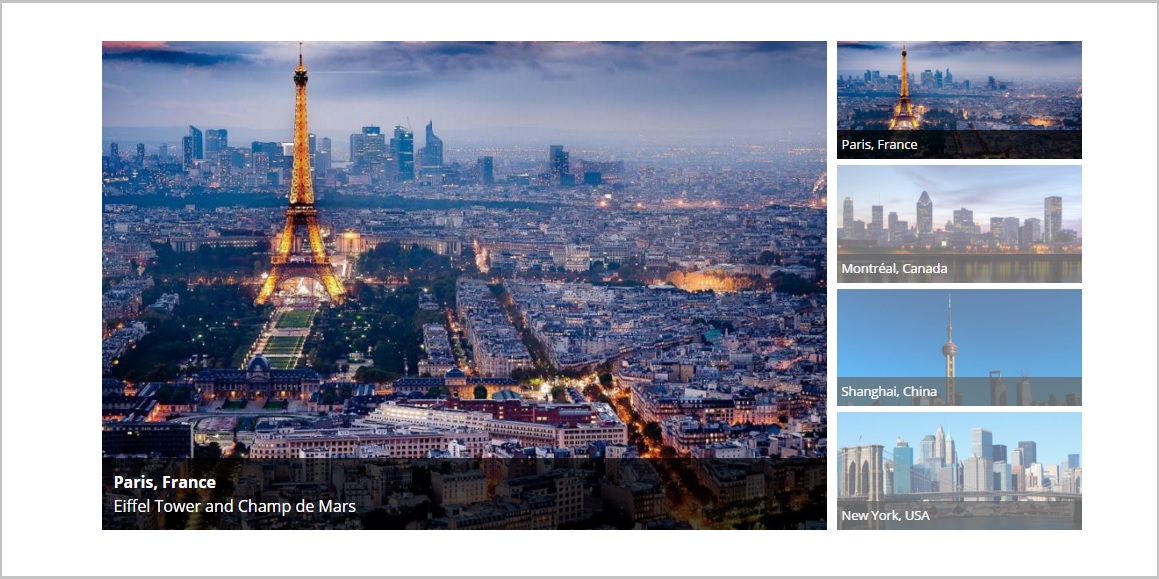 Paris, France
Eiffel Tower and Champ de Mars
Paris, France
Montréal, Canada
Shanghai, China
New York, USA